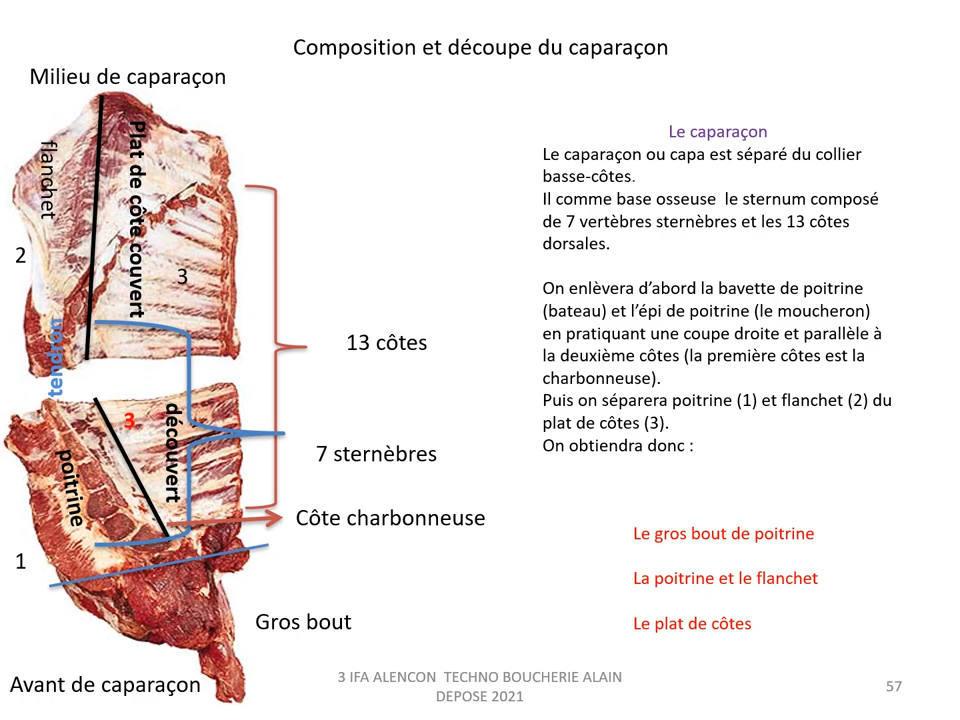 Composition et découpe du caparaçon
Milieu de caparaçon
flanchet
Plat de côte couvert
2
3
tendron
13 côtes
3
découvert
poitrine
7 sternèbres
Côte charbonneuse
1
Gros bout
Avant de caparaçon
Le caparaçon
Le caparaçon ou capa est séparé du collier
basse-côtes.
Il comme base osseuse  le sternum composé
de 7 vertèbres sternèbres et les 13 côtes
dorsales.
On enlèvera d’abord la bavette de poitrine
(bateau) et l’épi de poitrine (le moucheron)
en pratiquant une coupe droite et parallèle à
la deuxième côtes (la première côtes est la
charbonneuse).
Puis on séparera poitrine (1) et flanchet (2) du
plat de côtes (3).
On obtiendra donc :
Le gros bout de poitrine
La poitrine et le flanchet
Le plat de côtes
3 IFA ALENCON  TECHNO BOUCHERIE ALAIN
DEPOSE 2021
57